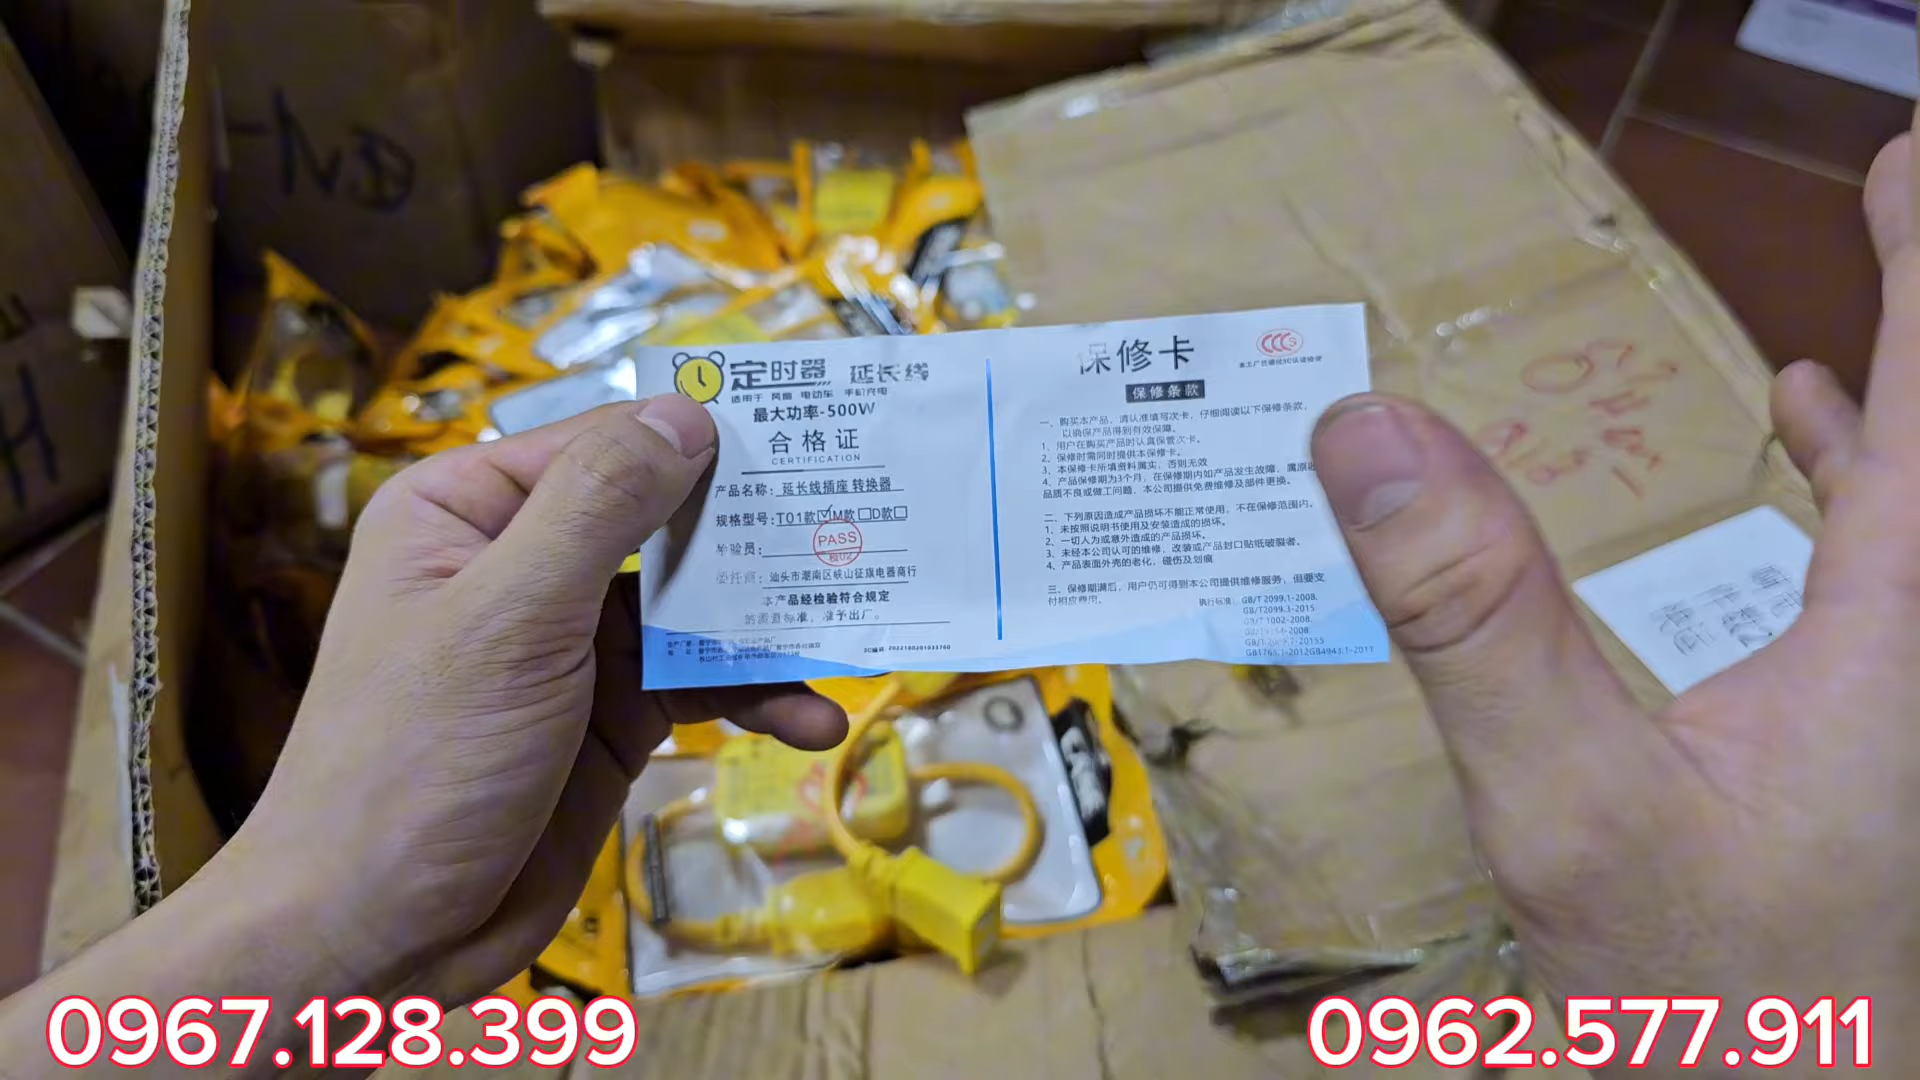 定时器 延长线
适用于 风扇 电动车 手机充电
最大功率-500W
合格证
CERTIFICATION
产品名称：延长线插座 转换器
规格型号：T01款☑M款☐D款☐
检验员：
PASS
检02
委托商：汕头市潮南区峡山征旗电器商行
本产品经检验符合规定
的质量标准，准予出厂。
保修卡
CCC S
保修条款
一、购买本产品，请认准填写次卡，仔细阅读以下保修条款，
以确保产品得到有效保障。
1、用户在购买产品时认真保管次卡。
2、保修时需同时提供本保修卡。
3、本保修卡所填资料属实，否则无效
4、产品保修期为3个月，在保修期内如产品发生故障，属原
品质不良或做工问题，本公司提供免费维修及部件更换。
二、下列原因造成产品损坏不能正常使用，不在保修范围内。
1、未按照说明书使用及安装造成的损坏。
2、一切人为或意外造成的产品损坏。
3、未经本公司认可的维修，改装或产品封口贴纸破裂者。
4、产品表面外壳的老化，碰伤及划痕
三、保修期满后，用户仍可得到本公司提供维修服务，但要支
付相应费用。
执行标准：GB/T2099.1-2008.
GB/T2099.3-2015
GB/T1002-2008.
-ND
H
0967.128.399
0962.577.911